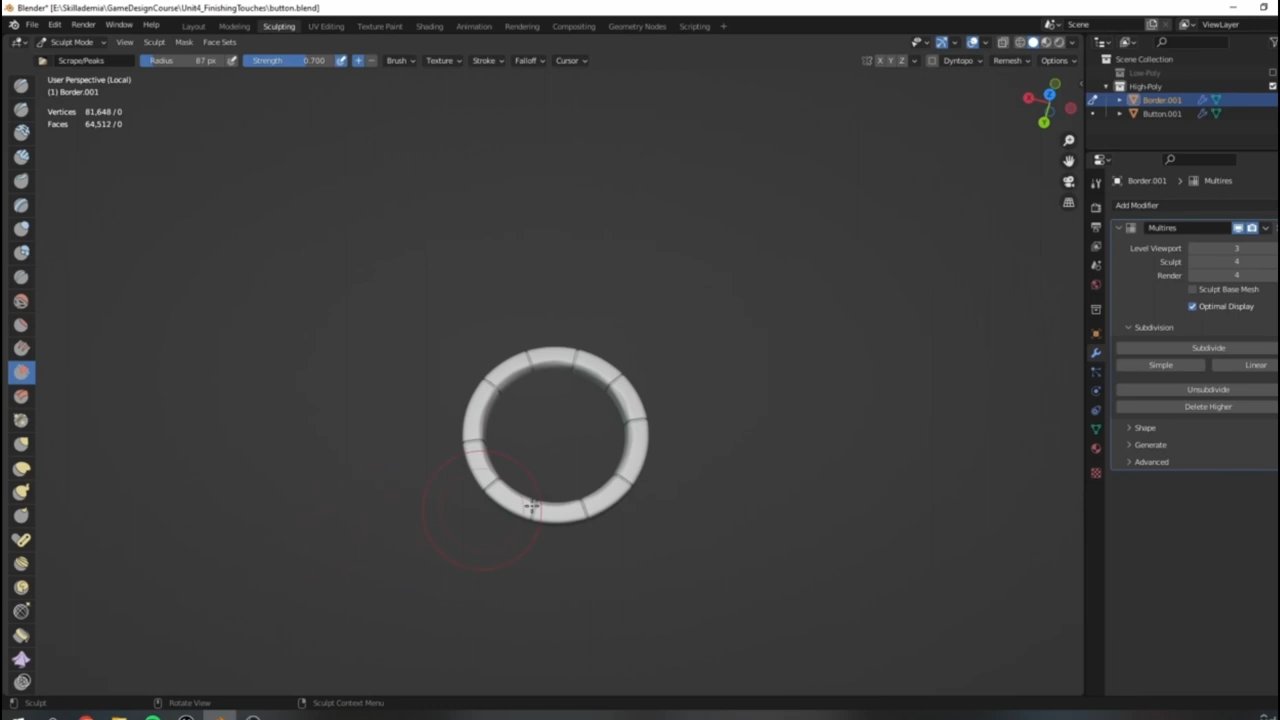 Blender* [E:\Skillademia\GameDesignCourse\Unit4_FinishingTouches\button.blend]
File Edit Render Window Help Layout Modeling Sculpting UV Editing Texture Paint Shading Animation Rendering Compositing Geometry Nodes Scripting + Scene ViewLayer
Sculpt Mode View Sculpt Mask Face Sets
Scrape/Peaks Radius 87 px Strength 0.700 + − Brush Texture Stroke Falloff Cursor X Y Z Dyntopo Remesh Options
User Perspective (Local)
(1) Border.001
Vertices 81,648 / 0
Faces 64,512 / 0
X
Z
Y
Scene Collection
Low-Poly
High-Poly
Border.001
Button.001
Border.001 > Multires
Add Modifier
Multires
Level Viewport 3
Sculpt 4
Render 4
Sculpt Base Mesh
Optimal Display
Subdivision
Subdivide
Simple Linear
Unsubdivide
Delete Higher
Shape
Generate
Advanced
Sculpt Rotate View Sculpt Context Menu